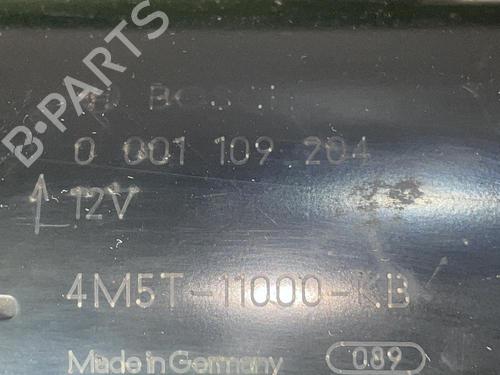 B-PARTS
Bosch
0 001 109 204
12V
4M5T-11000-KB
Made in Germany 089